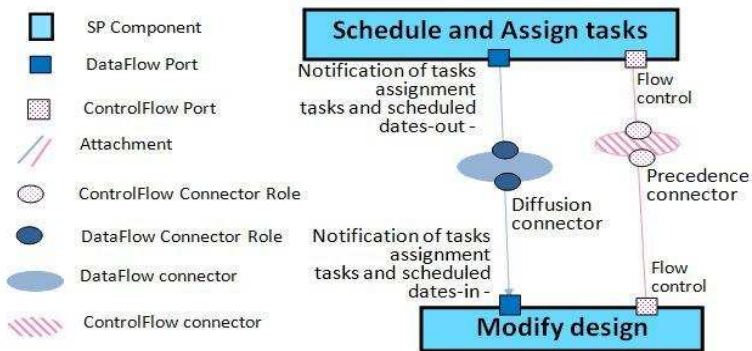 SP Component
DataFlow Port
ControlFlow Port
Attachment
ControlFlow Connector Role
DataFlow Connector Role
DataFlow connector
ControlFlow connector
Schedule and Assign tasks
Notification of tasks
assignment
tasks and scheduled
dates-out -
Flow
control
Precedence
connector
Diffusion
connector
Notification of tasks
assignment
tasks and scheduled
dates-in -
Flow
control
Modify design